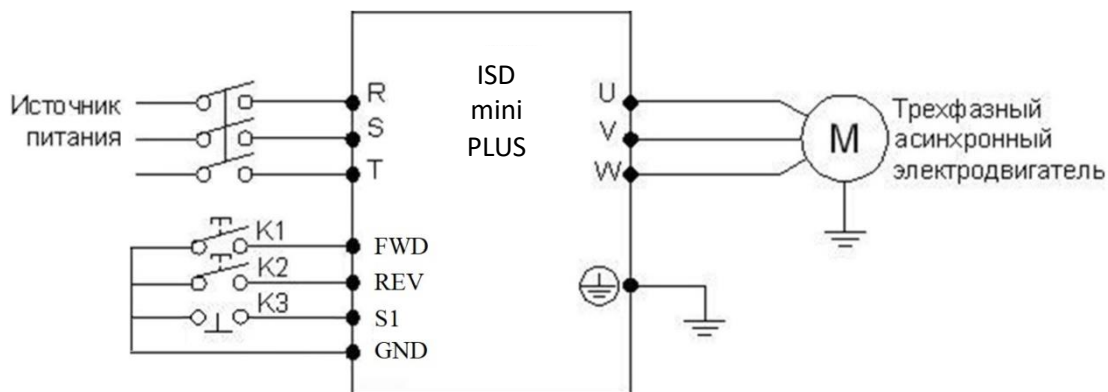 ISD
mini
PLUS
Источник
питания
R
S
T
U
V
W
M
Трехфазный
асинхронный
электродвигатель
K1
FWD
K2
REV
K3
S1
GND